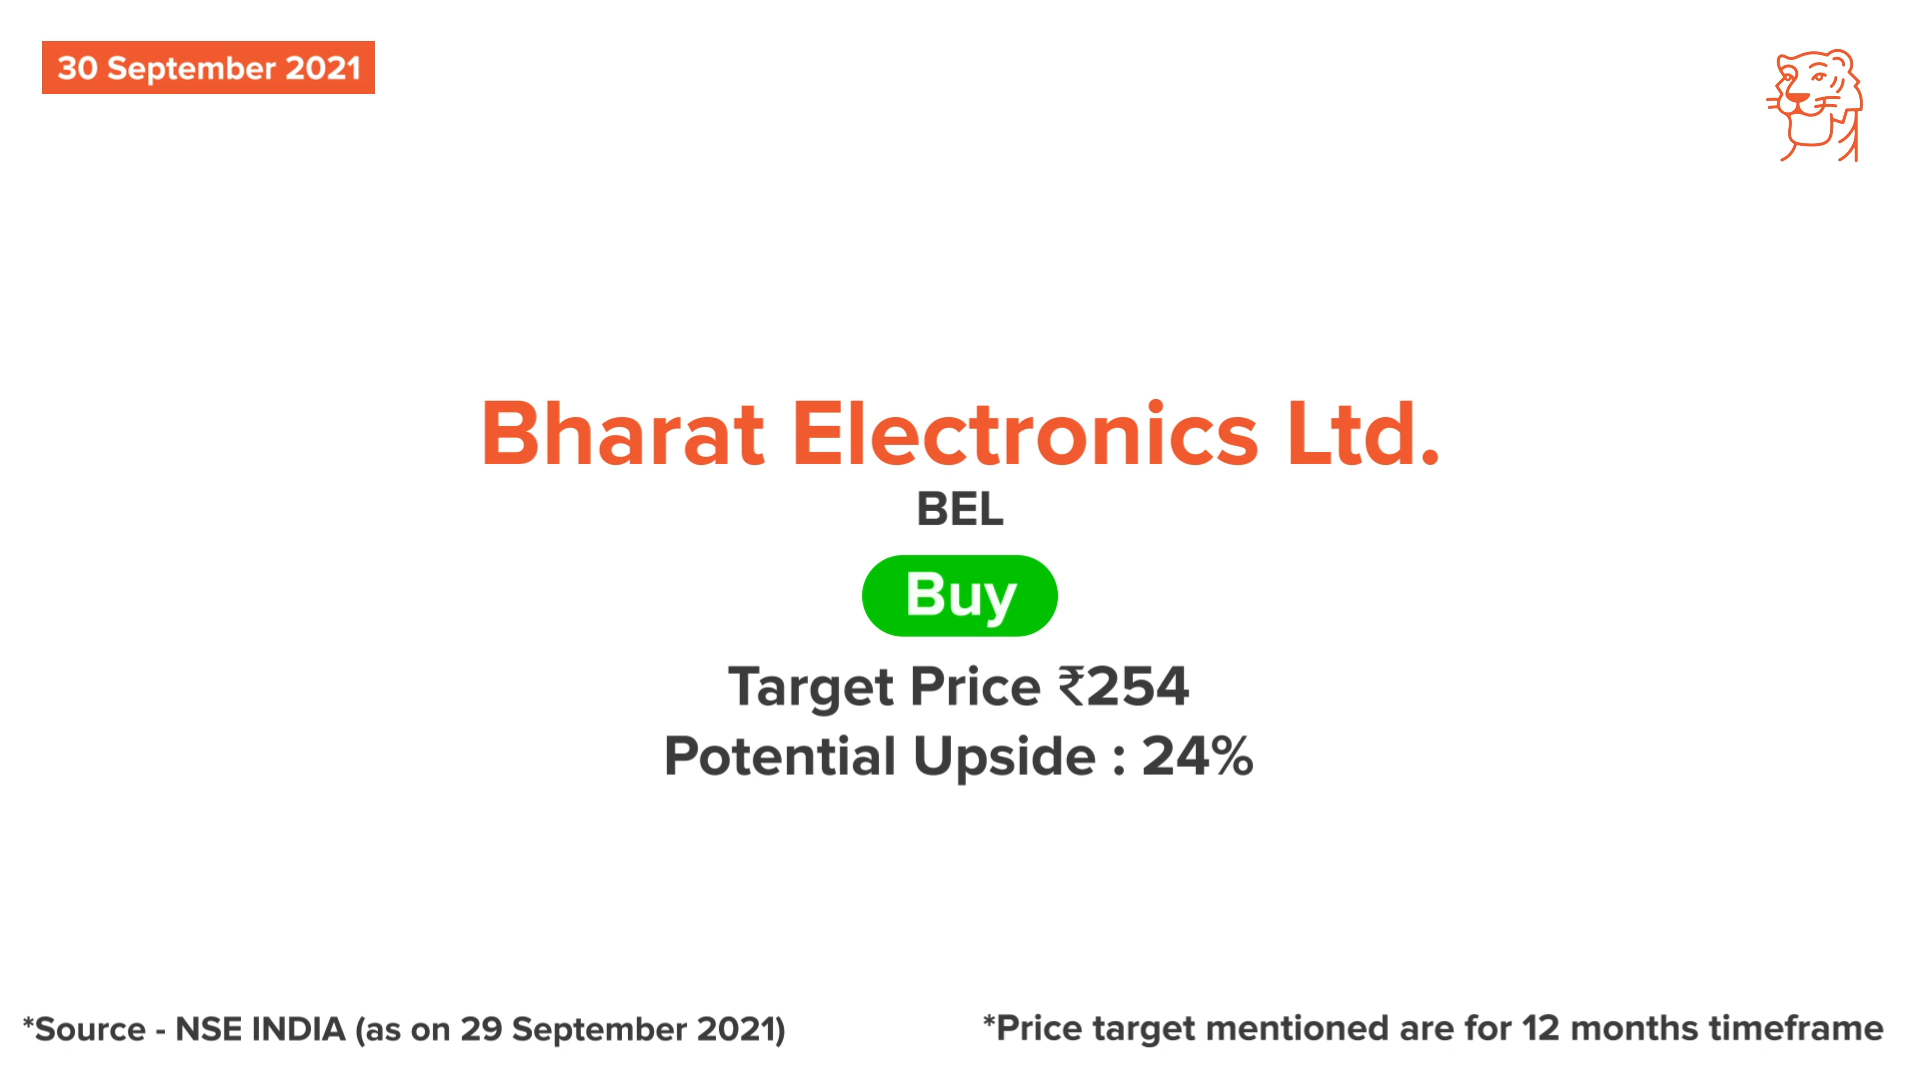 30 September 2021
Bharat Electronics Ltd.
BEL
Buy
Target Price ₹254
Potential Upside : 24%
*Source - NSE INDIA (as on 29 September 2021)
*Price target mentioned are for 12 months timeframe